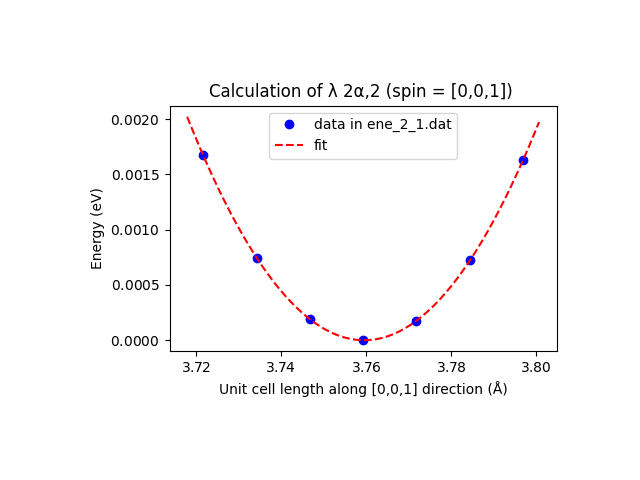 Calculation of λ 2α,2 (spin = [0,0,1])
data in ene_2_1.dat
fit
0.0020
0.0015
0.0010
0.0005
0.0000
Energy (eV)
3.72 3.74 3.76 3.78 3.80
Unit cell length along [0,0,1] direction (Å)